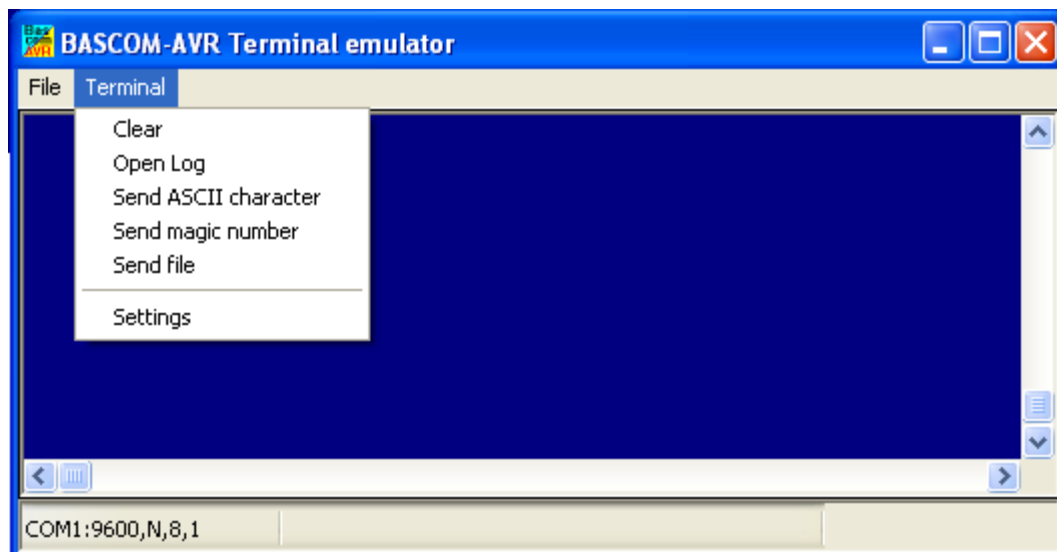 BASCOM-AVR Terminal emulator
File Terminal
Clear
Open Log
Send ASCII character
Send magic number
Send file
Settings
COM1:9600,N,8,1